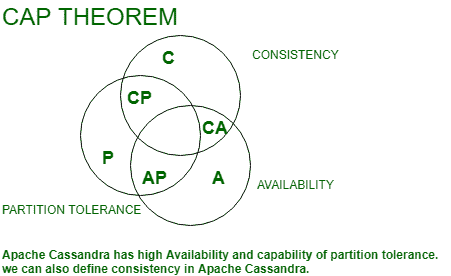 CAP THEOREM
C
CONSISTENCY
CP
CA
P
AP
A
AVAILABILITY
PARTITION TOLERANCE
Apache Cassandra has high Availability and capability of partition tolerance.
we can also define consistency in Apache Cassandra.